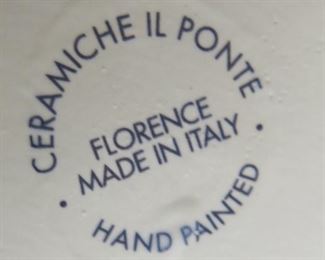 CERAMICHE IL PONTE
FLORENCE
• MADE IN ITALY •
HAND PAINTED